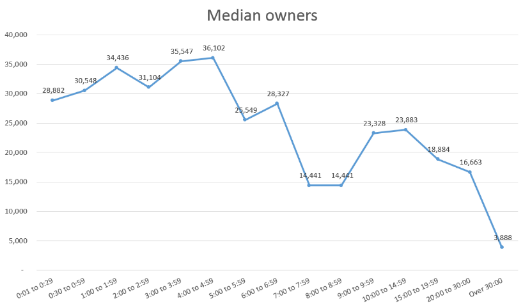 Median owners
40,000
35,000
30,000
25,000
20,000
15,000
10,000
5,000
-
28,882
30,548
34,436
31,104
35,547
36,102
25,549
28,327
14,441
14,441
23,328
23,883
18,884
16,663
3,888
0:01 to 0:29
0:30 to 0:59
1:00 to 1:59
2:00 to 2:59
3:00 to 3:59
4:00 to 4:59
5:00 to 5:59
6:00 to 6:59
7:00 to 7:59
8:00 to 8:59
9:00 to 9:59
10:00 to 14:59
15:00 to 19:59
20:00 to 30:00
Over 30:00